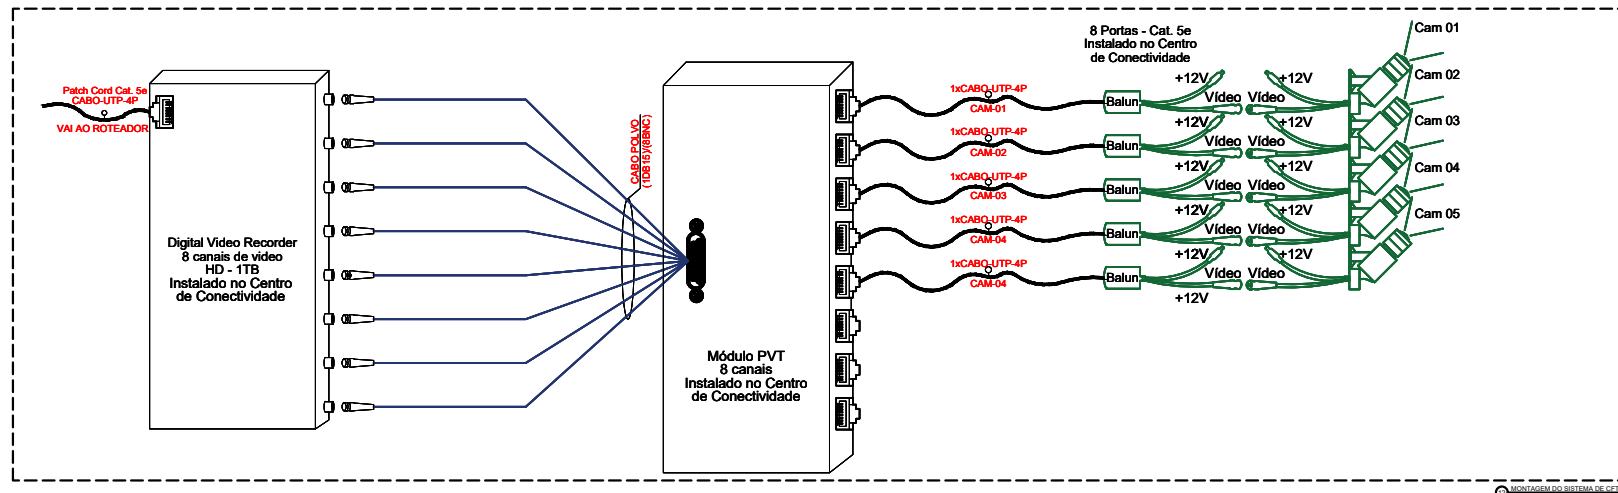 Patch Cord Cat. 5e
CABO-UTP-4P
VAI AO ROTEADOR
Digital Video Recorder
8 canais de vídeo
HD - 1TB
Instalado no Centro
de Conectividade
CABO POLVO
(1DB15)/(8BNC)
Módulo PVT
8 canais
Instalado no Centro
de Conectividade
8 Portas - Cat. 5e
Instalado no Centro
de Conectividade
1xCABO-UTP-4P
CAM-01
Balun
+12V
Vídeo
+12V
Vídeo
Cam 01
1xCABO-UTP-4P
CAM-02
Balun
+12V
Vídeo
+12V
Vídeo
Cam 02
1xCABO-UTP-4P
CAM-03
Balun
+12V
Vídeo
+12V
Vídeo
Cam 03
1xCABO-UTP-4P
CAM-04
Balun
+12V
Vídeo
+12V
Vídeo
Cam 04
1xCABO-UTP-4P
CAM-04
Balun
+12V
Vídeo
+12V
Vídeo
Cam 05
+12V
MONTAGEM DO SISTEMA DE CFT